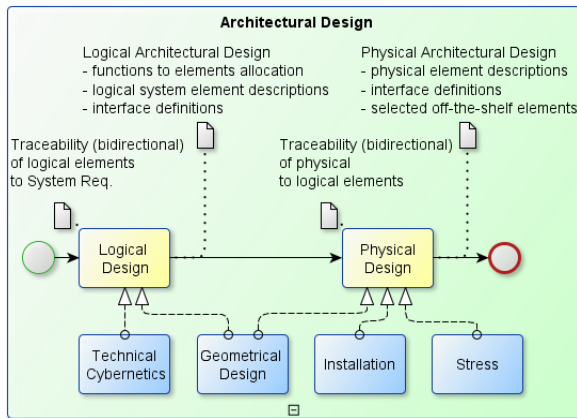 Architectural Design
Logical Architectural Design
- functions to elements allocation
- logical system element descriptions
- interface definitions
Physical Architectural Design
- physical element descriptions
- interface definitions
- selected off-the-shelf elements
Traceability (bidirectional)
of logical elements
to System Req.
Traceability (bidirectional)
of physical
to logical elements
Logical
Design
Physical
Design
Technical
Cybernetics
Geometrical
Design
Installation
Stress